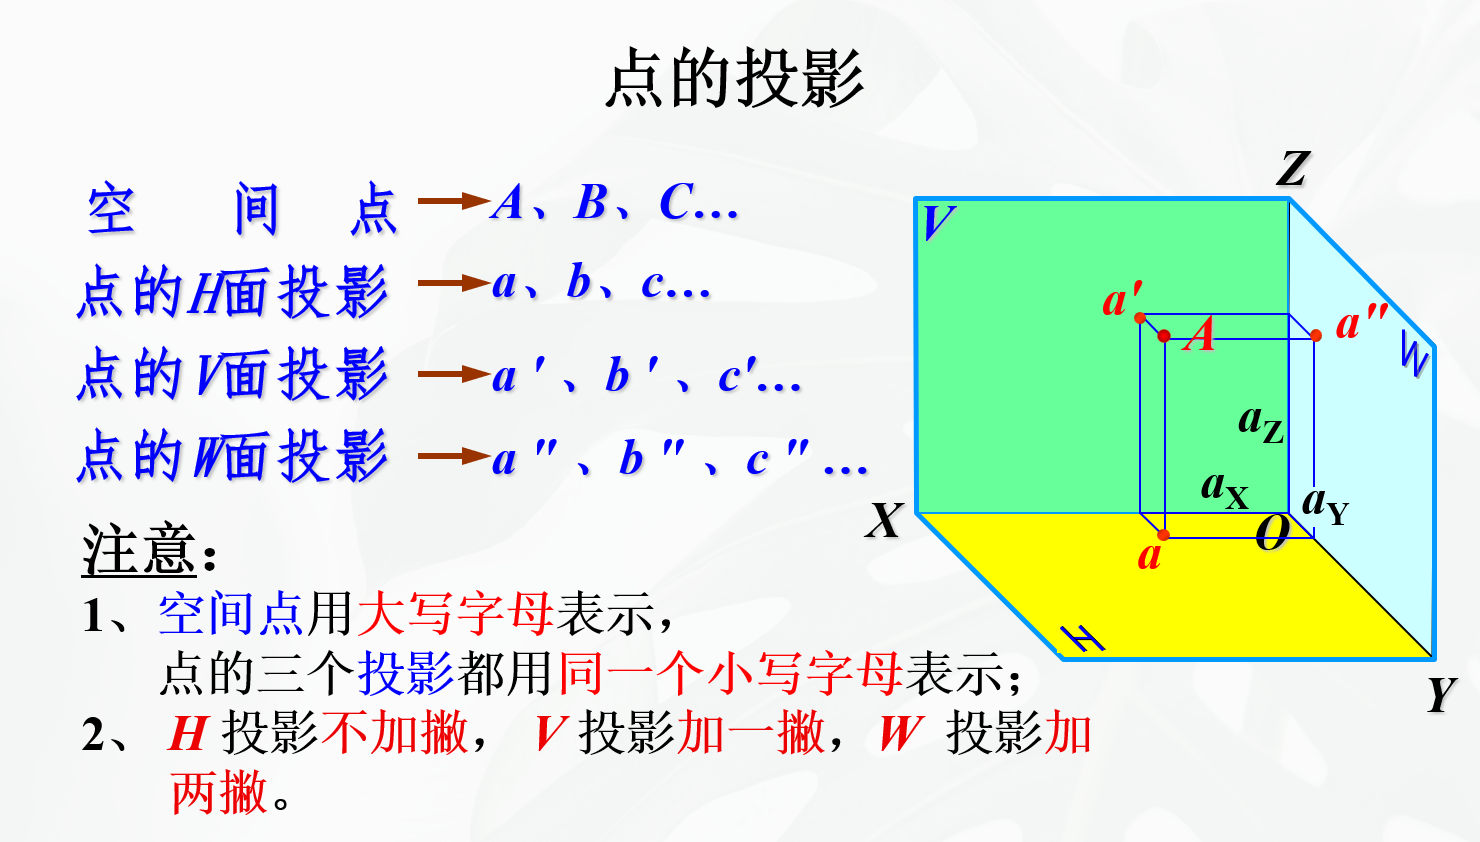 点的投影
空 间 点 A、B、C…
点的H面投影 a、b、c…
点的V面投影 a′、b′、c′…
点的W面投影 a″、b″、c″…
注意：
1、空间点用大写字母表示，
点的三个投影都用同一个小写字母表示；
2、H 投影不加撇， V 投影加一撇，W 投影加
两撇。
Z
V
a′
A
a″
W
aZ
aX
aY
X
O
a
H
Y